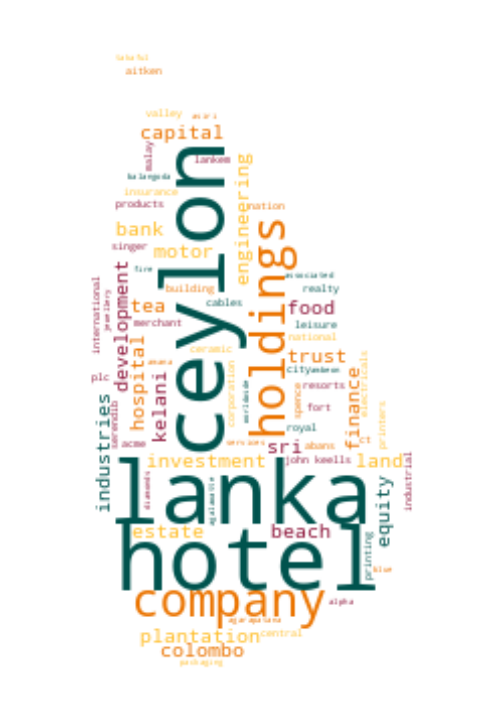 takaful
aitken
valley
asiri
capital
malay
lankem
balangoda
insurance
products
ceylon
engineering
nation
bank
singer
motor
holdings
fire
associated
building
realty
international
jewellery
development
tea
cables
food
merchant
leisure
national
hospital
ceramic
trust
amana
city
plc
kelani
corporation
worldwide
resorts
spence
finance
electricals
serendib
fort
printers
industries
royal
acme
services
sri
abans
ct
investment
john keells
land
industrial
lanka
diamonds
agalawatte
equity
estate
beach
hotel
printing
blue
company
alpha
agarapatana
plantation
central
colombo
packaging